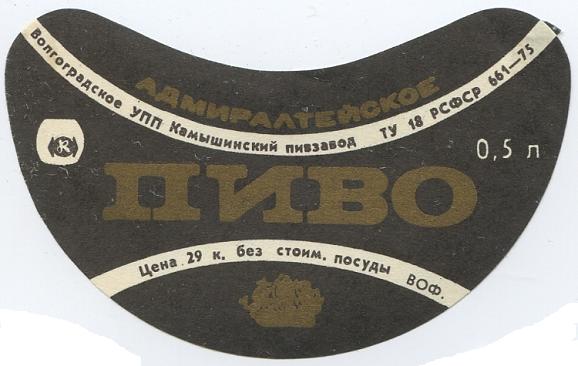 Волгоградское УПП Камышинский пивзавод ТУ 18 РСФСР 661—75
АДМИРАЛТЕЙСКОЕ
0,5 л
ПИВО
Цена 29 к. без стоим. посуды ВОФ.